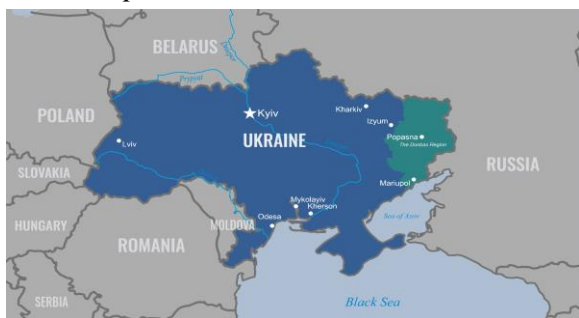 BELARUS
Pripyat
POLAND
Kyiv
Kharkiv
Izyum
Lviv
UKRAINE
Popasna
The Donbas Region
RUSSIA
SLOVAKIA
Mariupol
HUNGARY
Mykolayiv
Kherson
Sea of Azov
MOLDOVA
Odesa
ROMANIA
SERBIA
Black Sea